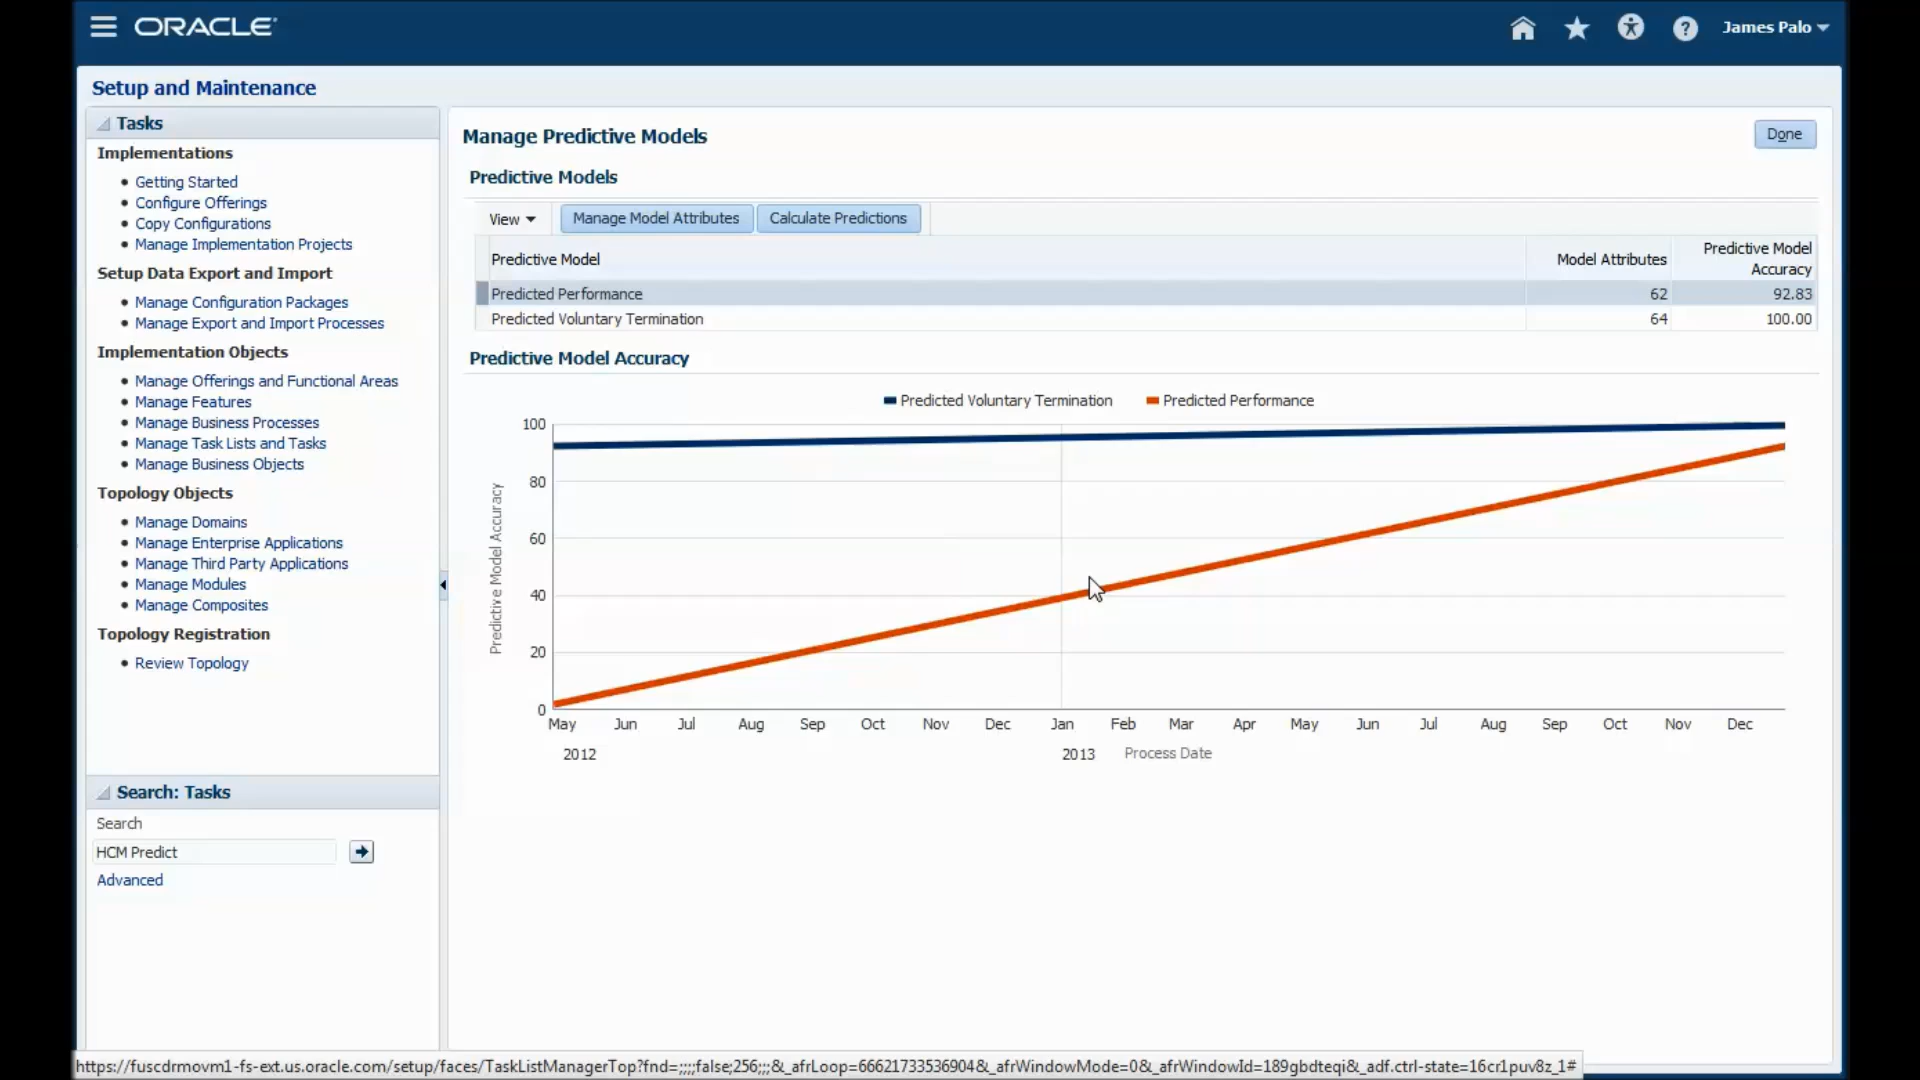 ORACLE
James Palo
Setup and Maintenance
Tasks
Implementations
Getting Started
Configure Offerings
Copy Configurations
Manage Implementation Projects
Setup Data Export and Import
Manage Configuration Packages
Manage Export and Import Processes
Implementation Objects
Manage Offerings and Functional Areas
Manage Features
Manage Business Processes
Manage Task Lists and Tasks
Manage Business Objects
Topology Objects
Manage Domains
Manage Enterprise Applications
Manage Third Party Applications
Manage Modules
Manage Composites
Topology Registration
Review Topology
Search: Tasks
Search
HCM Predict
Advanced
Manage Predictive Models
Done
Predictive Models
View Manage Model Attributes Calculate Predictions
Predictive Model Model Attributes Predictive Model Accuracy
Predicted Performance 62 92.83
Predicted Voluntary Termination 64 100.00
Predictive Model Accuracy
Predicted Voluntary Termination Predicted Performance
Predictive Model Accuracy
100
80
60
40
20
0
May Jun Jul Aug Sep Oct Nov Dec Jan Feb Mar Apr May Jun Jul Aug Sep Oct Nov Dec
2012 2013 Process Date
https://fuscdrmovm1-fs-ext.us.oracle.com/setup/faces/TaskListManagerTop?fnd=;;;;false;256;;;&_afrLoop=66621733536904&_afrWindowMode=0&_afrWindowId=189gbdteqi&_adf.ctrl-state=16cr1puv8z_1#